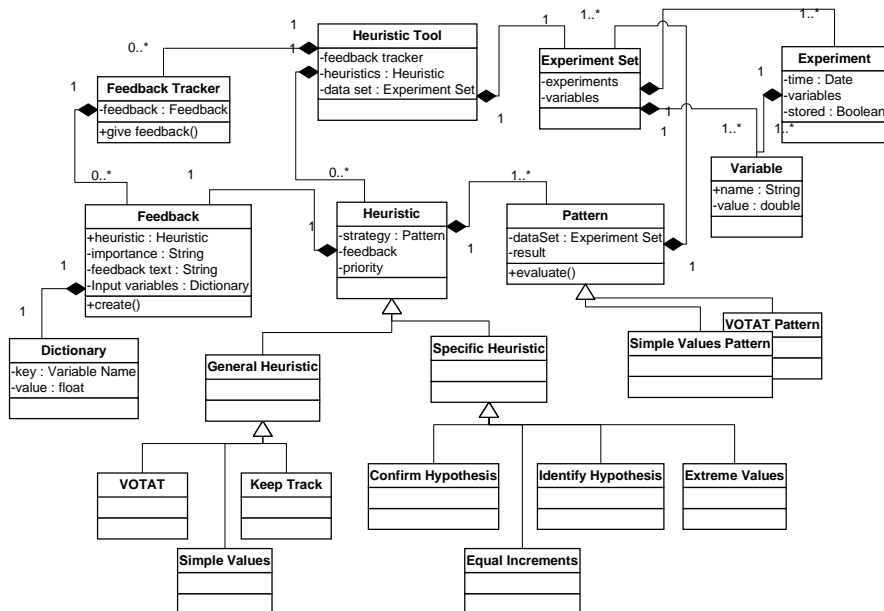 Heuristic Tool
-feedback tracker
-heuristics : Heuristic
-data set : Experiment Set
1
1
0..*
1
1
Experiment Set
-experiments
-variables
1..*
1
1
1
1..*
Experiment
-time : Date
-variables
-stored : Boolean
1
1..*
1..*
Feedback Tracker
-feedback : Feedback
+give feedback()
1
0..*
Variable
+name : String
-value : double
Feedback
+heuristic : Heuristic
-importance : String
-feedback text : String
-Input variables : Dictionary
+create()
1
1
1
Heuristic
-strategy : Pattern
-feedback
-priority
0..*
1
1
1..*
Pattern
-dataSet : Experiment Set
-result
+evaluate()
1
Dictionary
-key : Variable Name
-value : float
General Heuristic
Specific Heuristic
Simple Values Pattern
VOTAT Pattern
VOTAT
Keep Track
Simple Values
Confirm Hypothesis
Identify Hypothesis
Extreme Values
Equal Increments